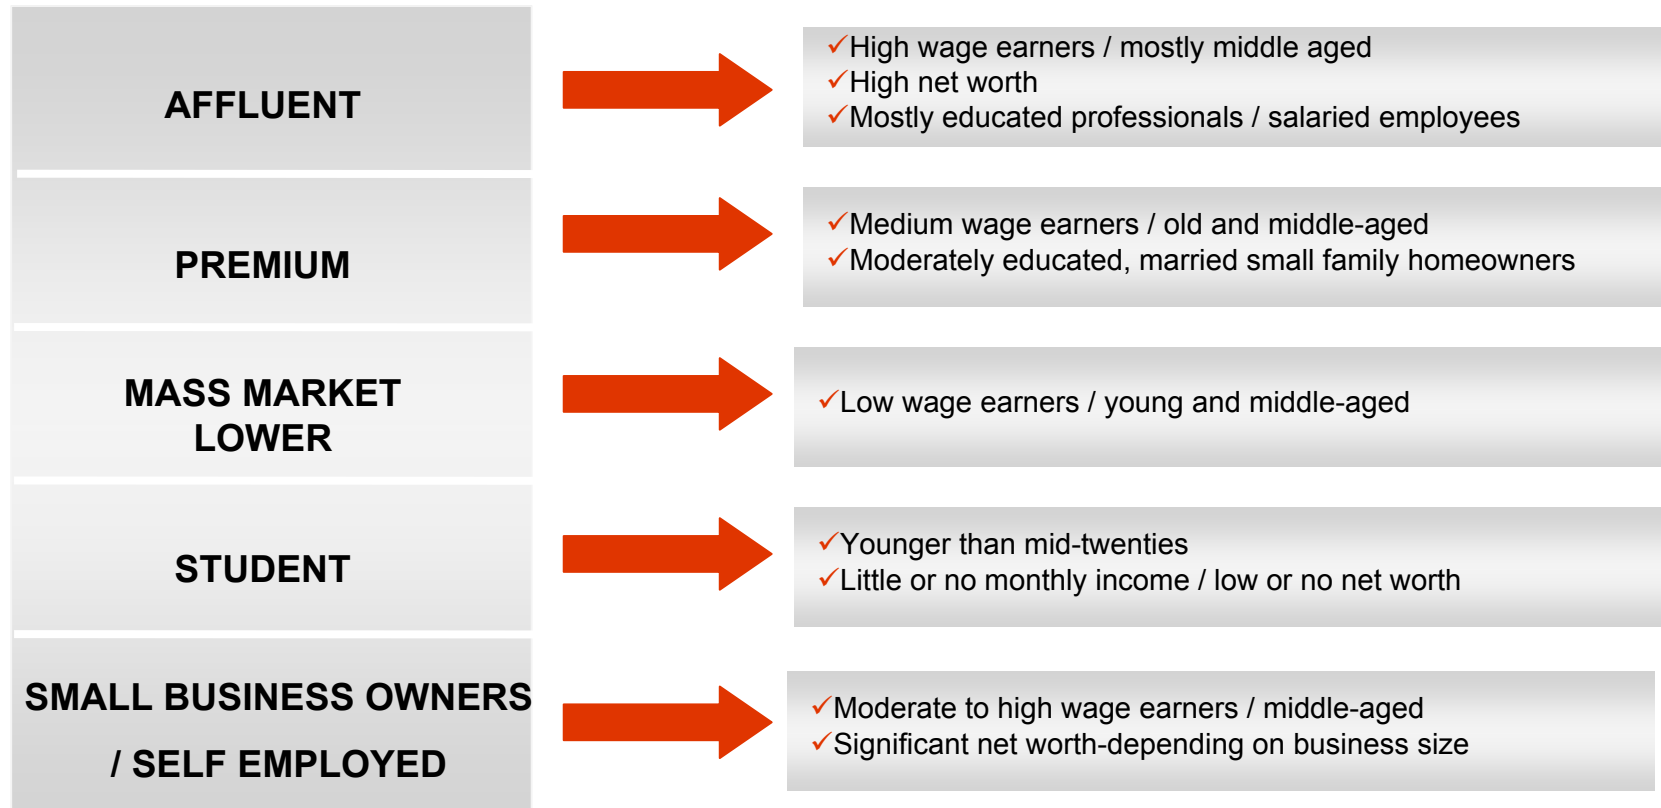 AFFLUENT
✓High wage earners / mostly middle aged
✓High net worth
✓Mostly educated professionals / salaried employees
PREMIUM
✓Medium wage earners / old and middle-aged
✓Moderately educated, married small family homeowners
MASS MARKET
LOWER
✓Low wage earners / young and middle-aged
STUDENT
✓Younger than mid-twenties
✓Little or no monthly income / low or no net worth
SMALL BUSINESS OWNERS
/ SELF EMPLOYED
✓Moderate to high wage earners / middle-aged
✓Significant net worth-depending on business size